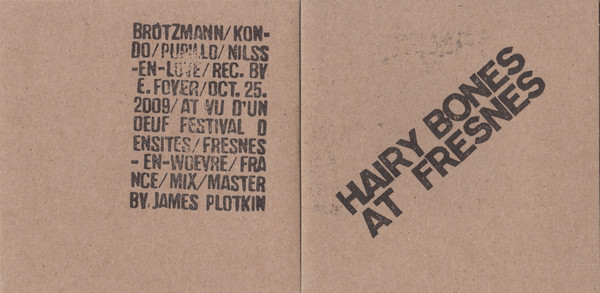 BRÖTZMANN/KON-
DO/PUPILLO/NILSS
-EN-LOVE/REC. BY
E. FOYER/OCT. 25.
2009/AT VU D'UN
OEUF FESTIVAL D
ENSITES/FRESNES
-EN-WOEVRE/FRA
NCE/MIX/MASTER
BY JAMES PLOTKIN
HAIRY BONES
AT FRESNES